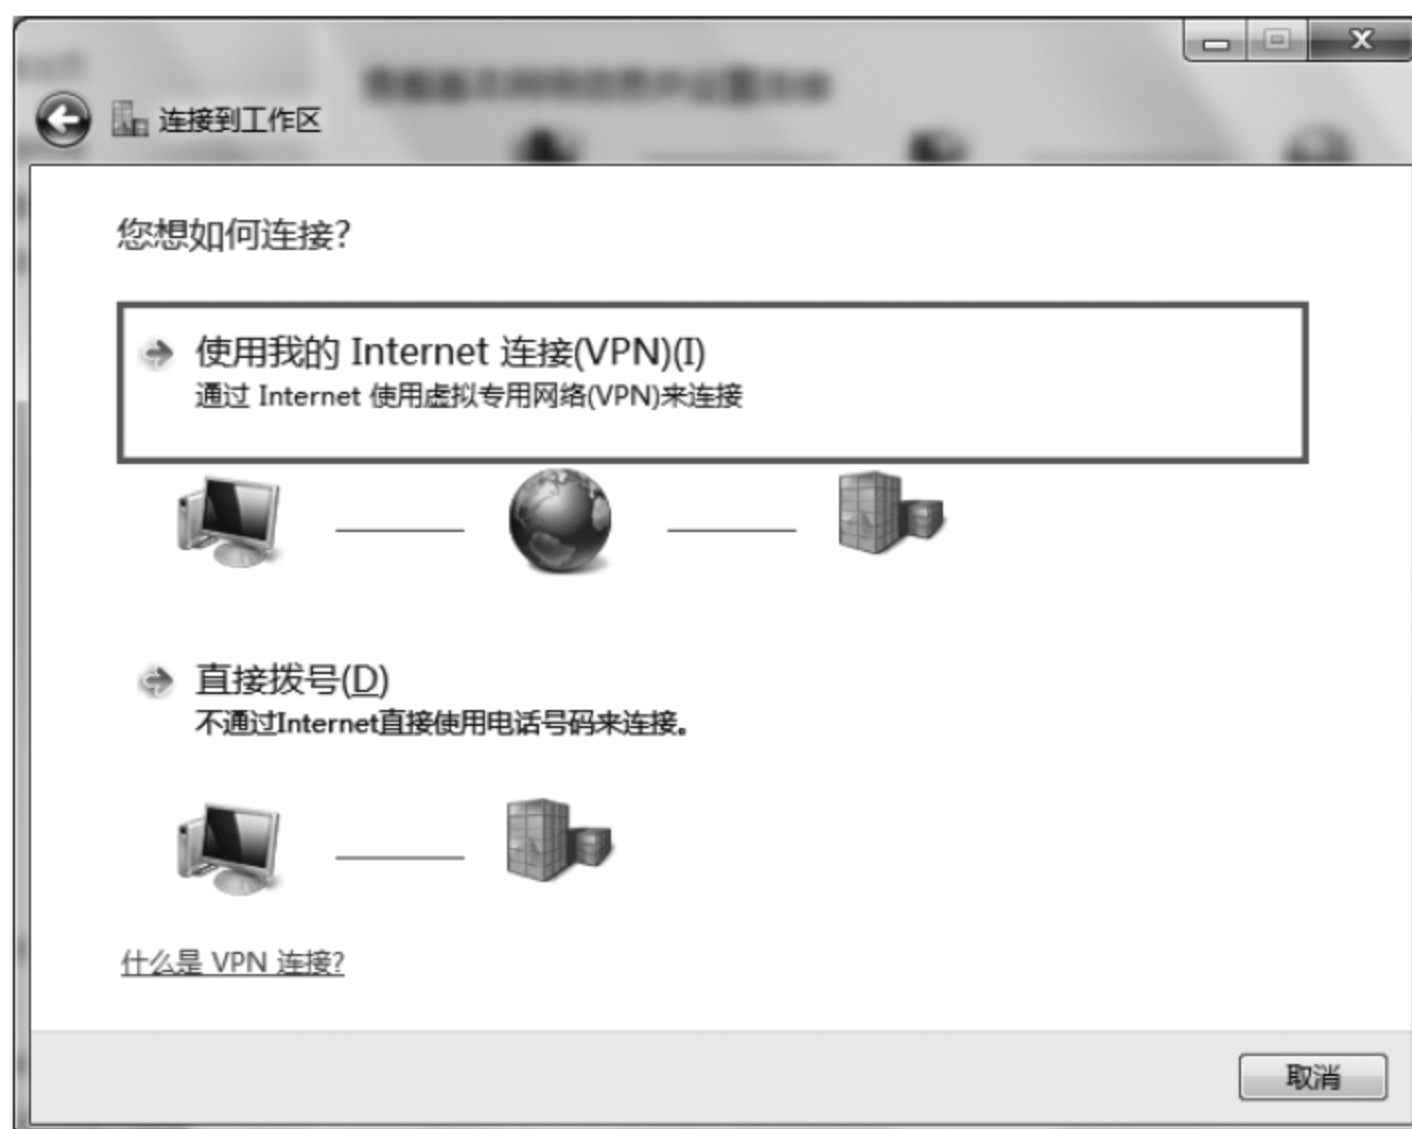 连接到工作区
您想如何连接?
使用我的 Internet 连接(VPN)(I)
通过 Internet 使用虚拟专用网络(VPN)来连接
直接拨号(D)
不通过Internet直接使用电话号码来连接。
什么是 VPN 连接?
取消